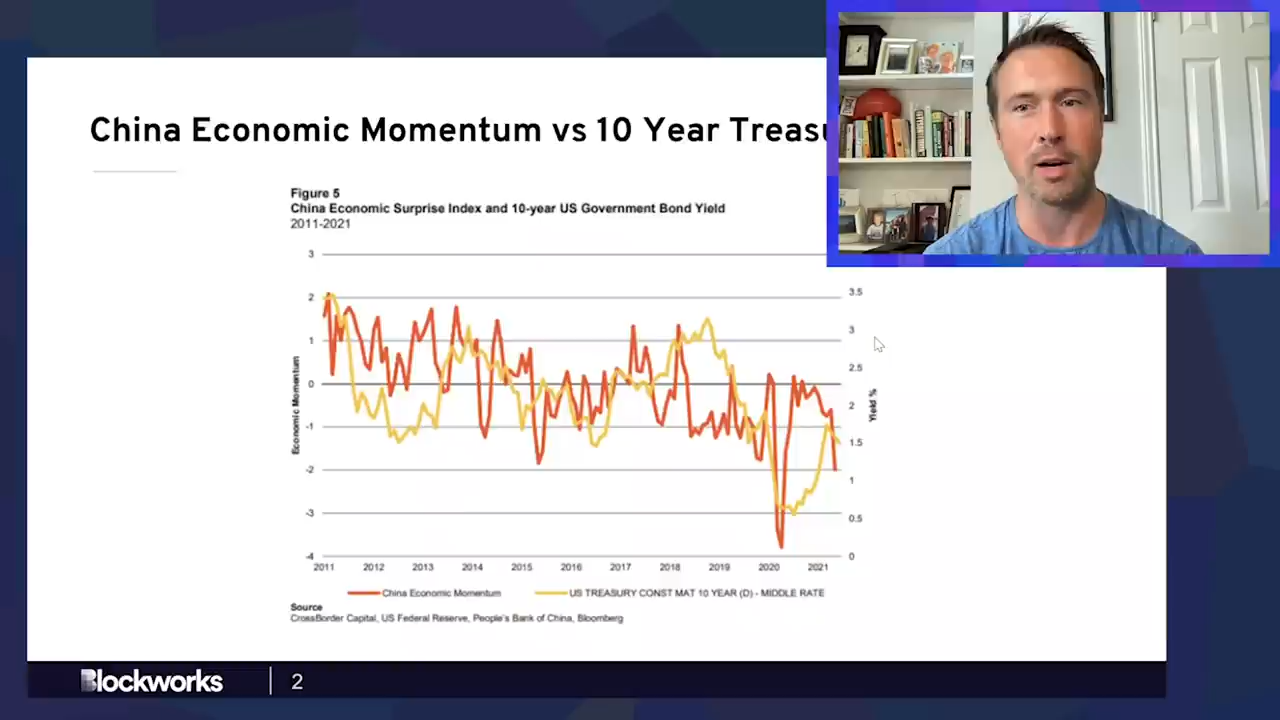 China Economic Momentum vs 10 Year Treasu
Figure 5
China Economic Surprise Index and 10-year US Government Bond Yield
2011-2021
3
2
1
0
-1
-2
-3
-4
Economic Momentum
3.5
3
2.5
2
1.5
1
0.5
0
Yield %
2011 2012 2013 2014 2015 2016 2017 2018 2019 2020 2021
China Economic Momentum US TREASURY CONST MAT 10 YEAR (D) - MIDDLE RATE
Source
CrossBorder Capital, US Federal Reserve, People's Bank of China, Bloomberg
Blockworks 2